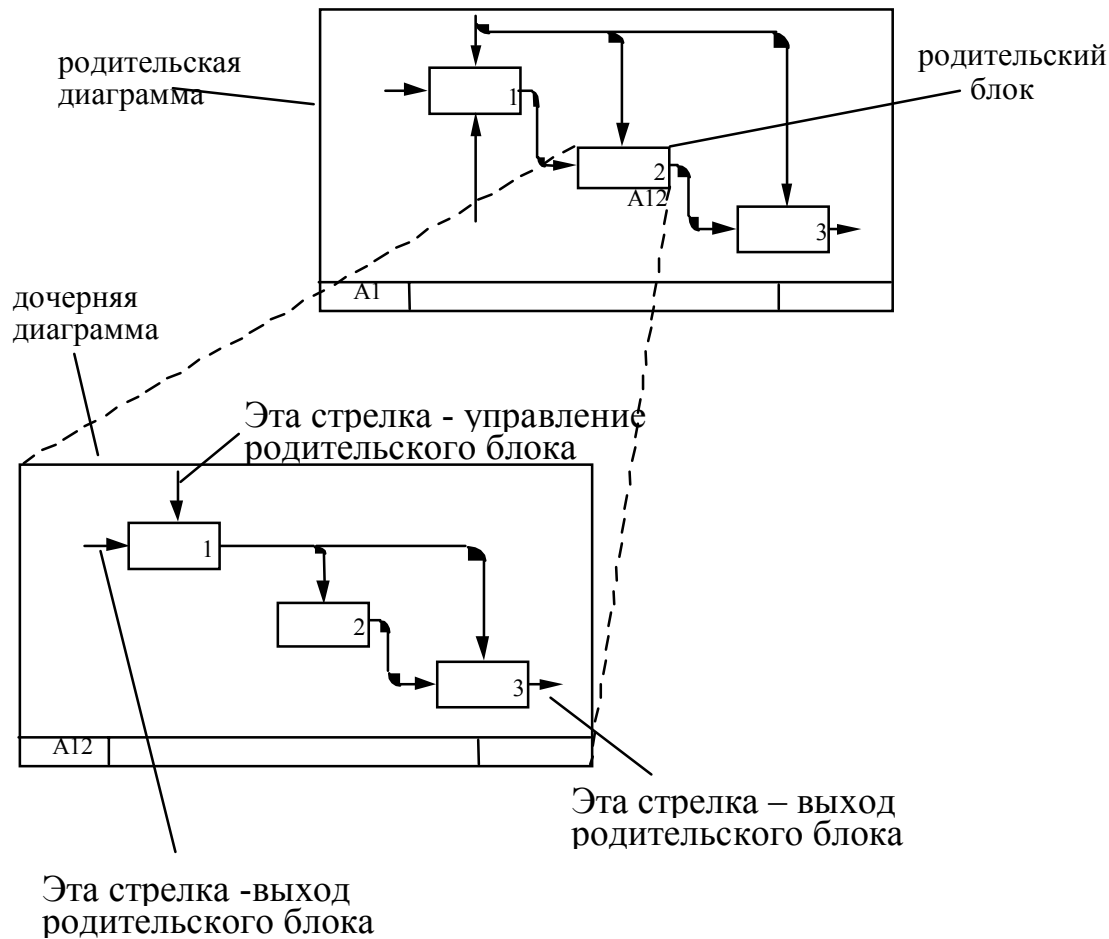 родительская
диаграмма
родительский
блок
1
2
A12
3
A1
дочерняя
диаграмма
Эта стрелка - управление
родительского блока
1
2
3
A12
Эта стрелка – выход
родительского блока
Эта стрелка -выход
родительского блока